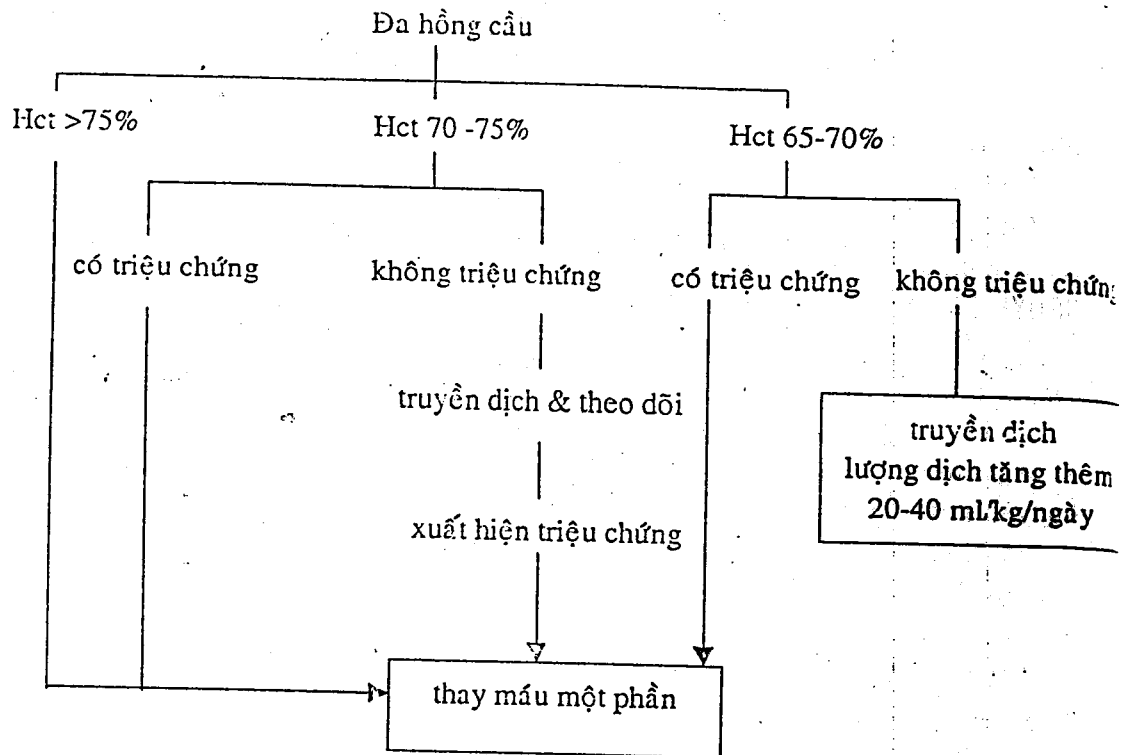 Đa hồng cầu
Hct >75%
Hct 70 -75%
Hct 65-70%
có triệu chứng
không triệu chứng
có triệu chứng
không triệu chứng
truyền dịch & theo dõi
truyền dịch
lượng dịch tăng thêm
20-40 mL/kg/ngày
xuất hiện triệu chứng
thay máu một phần